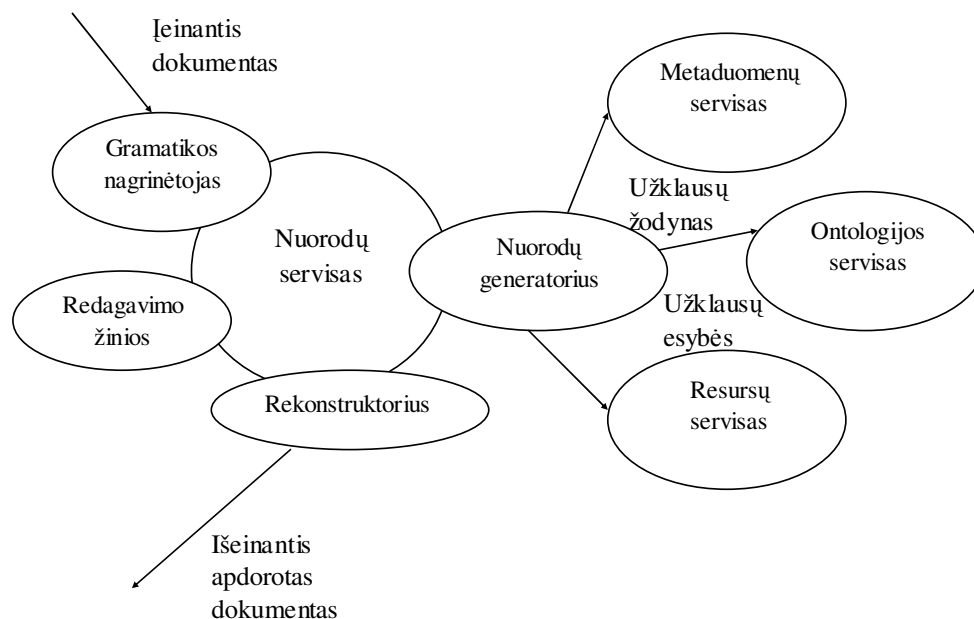 Įeinantis
dokumentas
Gramatikos
nagrinėtojas
Nuorodų
servisas
Redagavimo
žinios
Rekonstruktorius
Išeinantis
apdorotas
dokumentas
Nuorodų
generatorius
Metaduomenų
servisas
Užklausų
žodynas
Ontologijos
servisas
Užklausų
esybės
Resursų
servisas